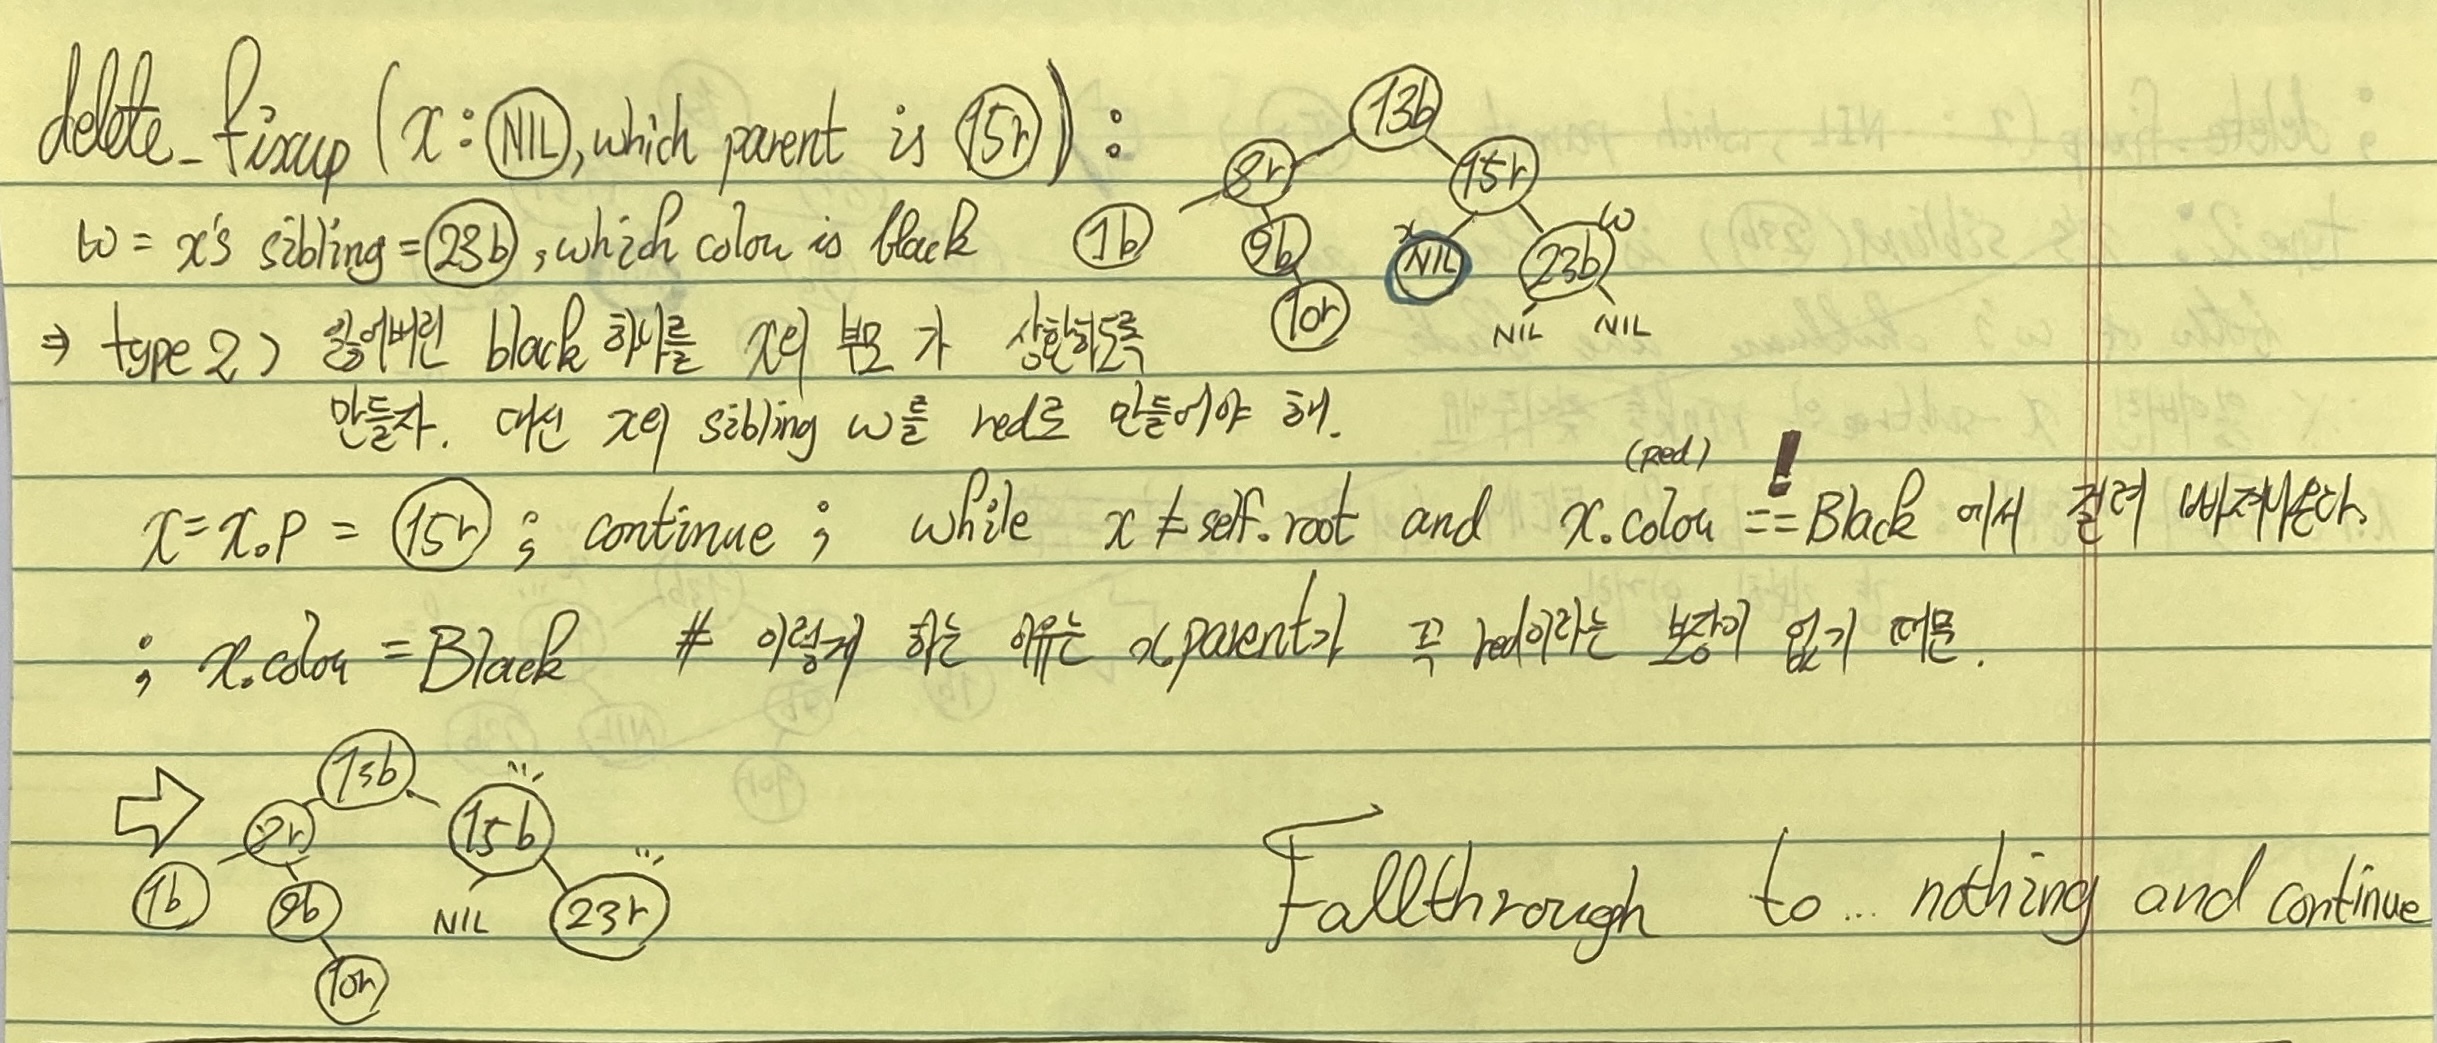 delete_fixup (x: NIL, which parent is 15r) :
w = x's sibling = 23b, which colou is black
⇒ type 2) 잃어버린 black 하나를 x의 부모가 상환하도록
만들자. 대신 x의 sibling w를 red로 만들어야 해.
(red) !
x = x.p = 15r ; continue ; while x ≠ self.root and x.colou == Black 에서 걸려 빠져나온다.
; x.colou = Black # 이렇게 하는 이유는 x.parent가 꼭 red이라는 보장이 없기 때문.
13b
8r 15r
1b 9b x NIL w 23b
10r NIL NIL
⇒ 13b
15b
1b 9b NIL 23r
10r
Fallthrough to... nothing and continue